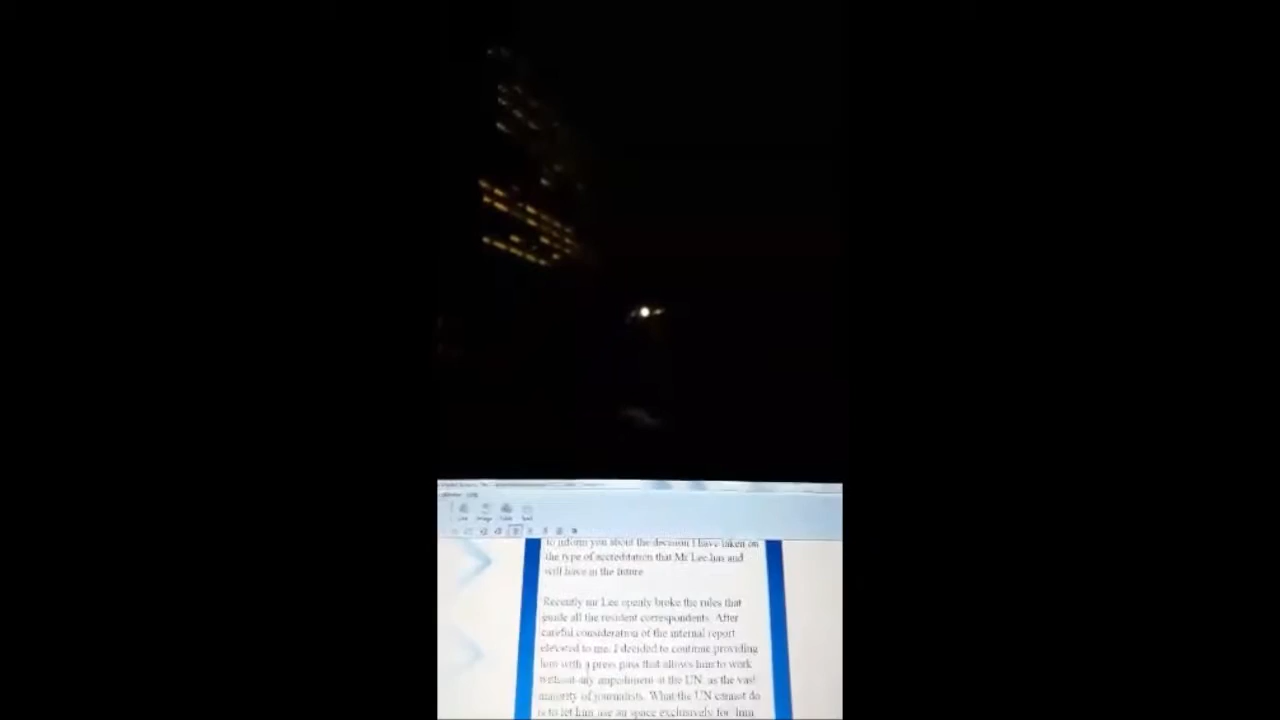 to inform you about the decision I have taken on
the type of accreditation that Mr Lee has and
will have in the future
Recently mr Lee openly broke the rules that
guide all the resident correspondents. After
careful consideration of the internal report
elevated to me, I decided to continue providing
him with a press pass that allows him to work
without any impediment at the UN, as the vast
majority of journalists. What the UN cannot do
is to let him use an space exclusively for him